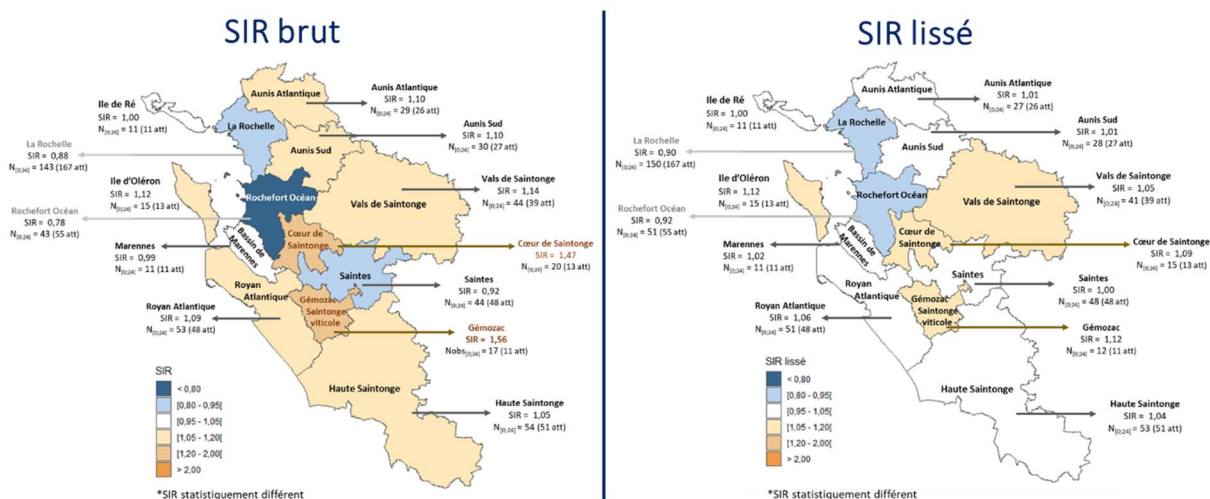 SIR brut
Aunis Atlantique
Aunis Atlantique
SIR = 1,10
N[0;24] = 29 (26 att)
Ile de Ré
SIR = 1,00
N[0;24] = 11 (11 att)
La Rochelle
Aunis Sud
SIR = 1,10
N[0;24] = 30 (27 att)
Aunis Sud
La Rochelle
SIR = 0,88
N[0;24] = 143 (167 att)
Ile d'Oléron
SIR = 1,12
N[0;24] = 15 (13 att)
Rochefort Océan
Vals de Saintonge
Vals de Saintonge
SIR = 1,14
N[0;24] = 44 (39 att)
Rochefort Océan
SIR = 0,78
N[0;24] = 43 (55 att)
Bassin de
Marennes
Cœur de
Saintonge
Cœur de Saintonge
SIR = 1,47
N[0;24] = 20 (13 att)
Marennes
SIR = 0,99
N[0;24] = 11 (11 att)
Saintes
Saintes
SIR = 0,92
N[0;24] = 44 (48 att)
Royan
Atlantique
Royan Atlantique
SIR = 1,09
N[0;24] = 53 (48 att)
Gémozac
Saintonge
viticole
Gémozac
SIR = 1,56
Nobs[0;24] = 17 (11 att)
Haute Saintonge
Haute Saintonge
SIR = 1,05
N[0;24] = 54 (51 att)
SIR
< 0,80
[0,80 - 0,95[
[0,95 - 1,05[
[1,05 - 1,20[
[1,20 - 2,00[
> 2,00
*SIR statistiquement différent
SIR lissé
Aunis Atlantique
Aunis Atlantique
SIR = 1,01
N[0;24] = 27 (26 att)
Ile de Ré
SIR = 1,00
N[0;24] = 11 (11 att)
La Rochelle
Aunis Sud
SIR = 1,01
N[0;24] = 28 (27 att)
Aunis Sud
La Rochelle
SIR = 0,90
N[0;24] = 150 (167 att)
Ile d'Oléron
SIR = 1,12
N[0;24] = 15 (13 att)
Rochefort Océan
Vals de Saintonge
Vals de Saintonge
SIR = 1,05
N[0;24] = 41 (39 att)
Rochefort Océan
SIR = 0,92
N[0;24] = 51 (55 att)
Bassin de
Marennes
Cœur de
Saintonge
Cœur de Saintonge
SIR = 1,09
N[0;24] = 15 (13 att)
Marennes
SIR = 1,02
N[0;24] = 11 (11 att)
Saintes
Saintes
SIR = 1,00
N[0;24] = 48 (48 att)
Royan
Atlantique
Royan Atlantique
SIR = 1,06
N[0;24] = 51 (48 att)
Gémozac
Saintonge
viticole
Gémozac
SIR = 1,12
N[0;24] = 12 (11 att)
Haute Saintonge
Haute Saintonge
SIR = 1,04
N[0;24] = 53 (51 att)
SIR lissé
< 0,80
[0,80 - 0,95[
[0,95 - 1,05[
[1,05 - 1,20[
[1,20 - 2,00[
> 2,00
*SIR statistiquement différent